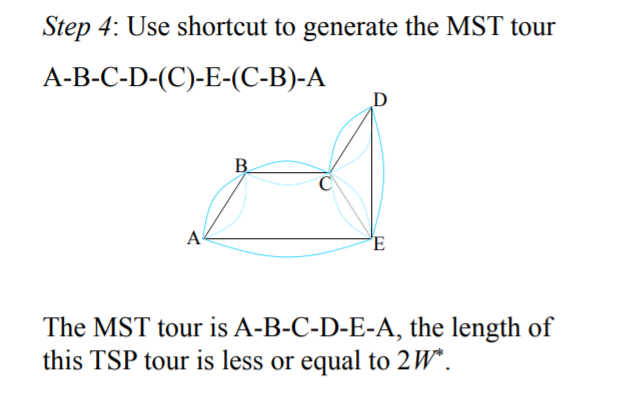 Step 4: Use shortcut to generate the MST tour
A-B-C-D-(C)-E-(C-B)-A
D
B
C
A
E
The MST tour is A-B-C-D-E-A, the length of
this TSP tour is less or equal to 2W*.